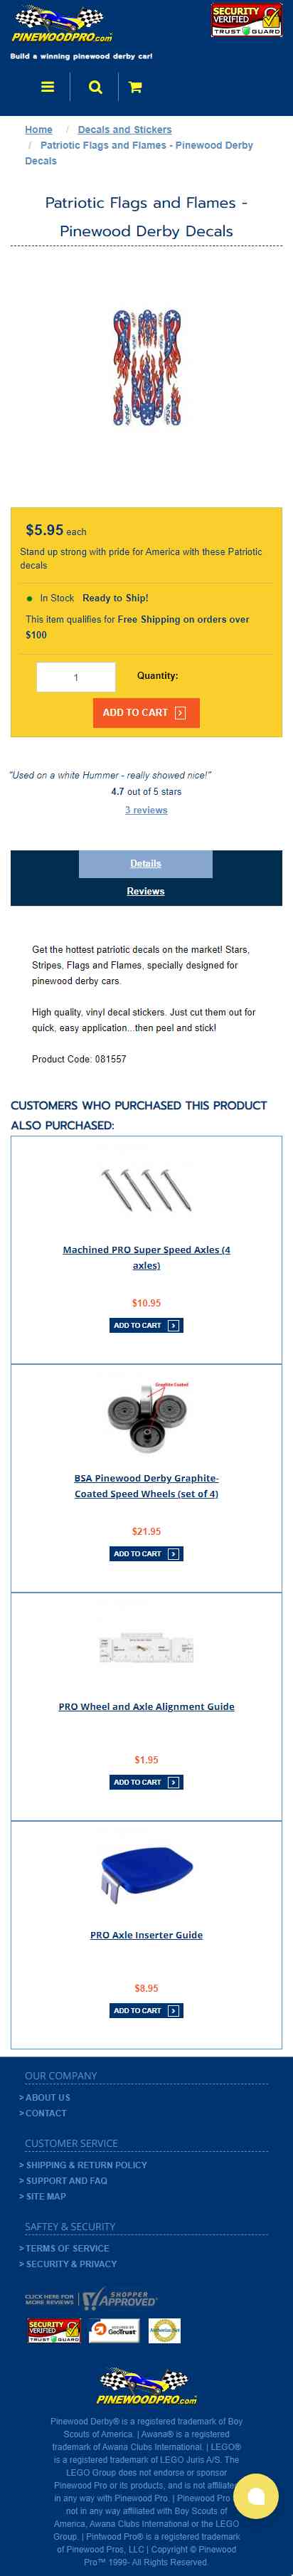 PINEWOODPRO.com
SECURITY
VERIFIED
TRUST GUARD
Build a winning pinewood derby car!
Home / Decals and Stickers
/ Patriotic Flags and Flames - Pinewood Derby
Decals
Patriotic Flags and Flames -
Pinewood Derby Decals
$5.95 each
Stand up strong with pride for America with these Patriotic
decals
In Stock Ready to Ship!
This item qualifies for Free Shipping on orders over
$100
1 Quantity:
ADD TO CART
"Used on a white Hummer - really showed nice!"
4.7 out of 5 stars
3 reviews
Details
Reviews
Get the hottest patriotic decals on the market! Stars,
Stripes, Flags and Flames, specially designed for
pinewood derby cars.
High quality, vinyl decal stickers. Just cut them out for
quick, easy application...then peel and stick!
Product Code: 081557
CUSTOMERS WHO PURCHASED THIS PRODUCT
ALSO PURCHASED:
Machined PRO Super Speed Axles (4
axles)
$10.95
ADD TO CART
Graphite Coated
BSA Pinewood Derby Graphite-
Coated Speed Wheels (set of 4)
$21.95
ADD TO CART
PRO Wheel and Axle Alignment Guide
$1.95
ADD TO CART
PRO Axle Inserter Guide
$8.95
ADD TO CART
OUR COMPANY
> ABOUT US
> CONTACT
CUSTOMER SERVICE
> SHIPPING & RETURN POLICY
> SUPPORT AND FAQ
> SITE MAP
SAFTEY & SECURITY
> TERMS OF SERVICE
> SECURITY & PRIVACY
CLICK HERE FOR
MORE REVIEWS
SHOPPER
APPROVED
SECURITY
VERIFIED
TRUST GUARD
SECURED BY
GeoTrust
PINEWOODPRO.com
Pinewood Derby® is a registered trademark of Boy
Scouts of America. | Awana® is a registered
trademark of Awana Clubs International. | LEGO®
is a registered trademark of LEGO Juris A/S. The
LEGO Group does not endorse or sponsor
Pinewood Pro or its products, and is not affiliated
in any way with Pinewood Pro. | Pinewood Pro
not in any way affiliated with Boy Scouts of
America, Awana Clubs International or the LEGO
Group. | Pintwood Pro® is a registered trademark
of Pinewood Pros, LLC | Copyright © Pinewood
Pro™ 1999- All Rights Reserved.